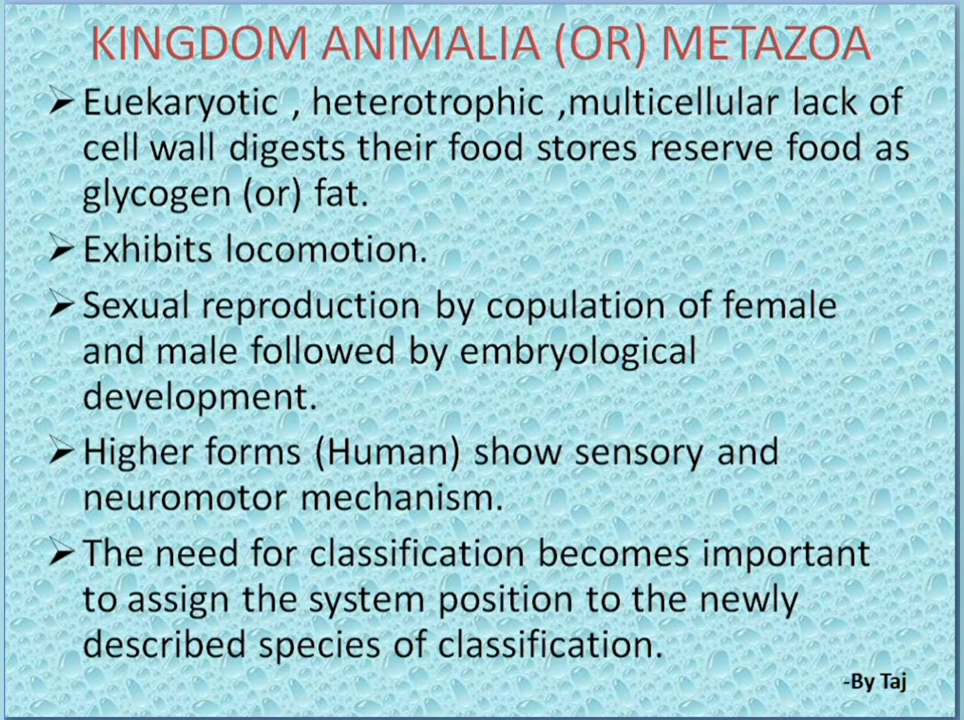 KINGDOM ANIMALIA (OR) METAZOA
➢Euekaryotic , heterotrophic ,multicellular lack of
cell wall digests their food stores reserve food as
glycogen (or) fat.
➢Exhibits locomotion.
➢Sexual reproduction by copulation of female
and male followed by embryological
development.
➢Higher forms (Human) show sensory and
neuromotor mechanism.
➢The need for classification becomes important
to assign the system position to the newly
described species of classification.
-By Taj